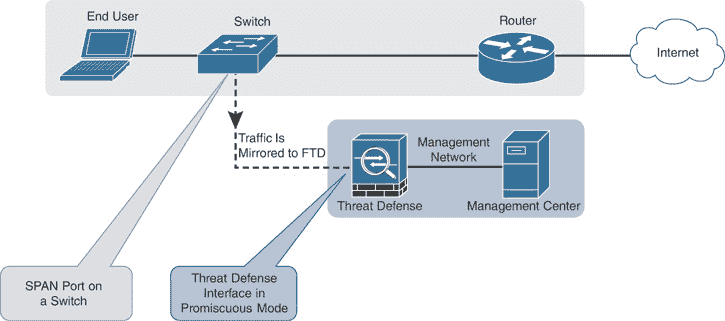 End User
Switch
Router
Internet
Traffic Is
Mirrored to FTD
Management
Network
Threat Defense
Management Center
SPAN Port on
a Switch
Threat Defense
Interface in
Promiscuous Mode